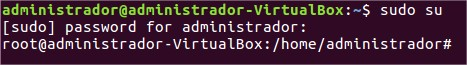 administrador@administrador-VirtualBox:~$ sudo su
[sudo] password for administrador:
root@administrador-VirtualBox:/home/administrador#